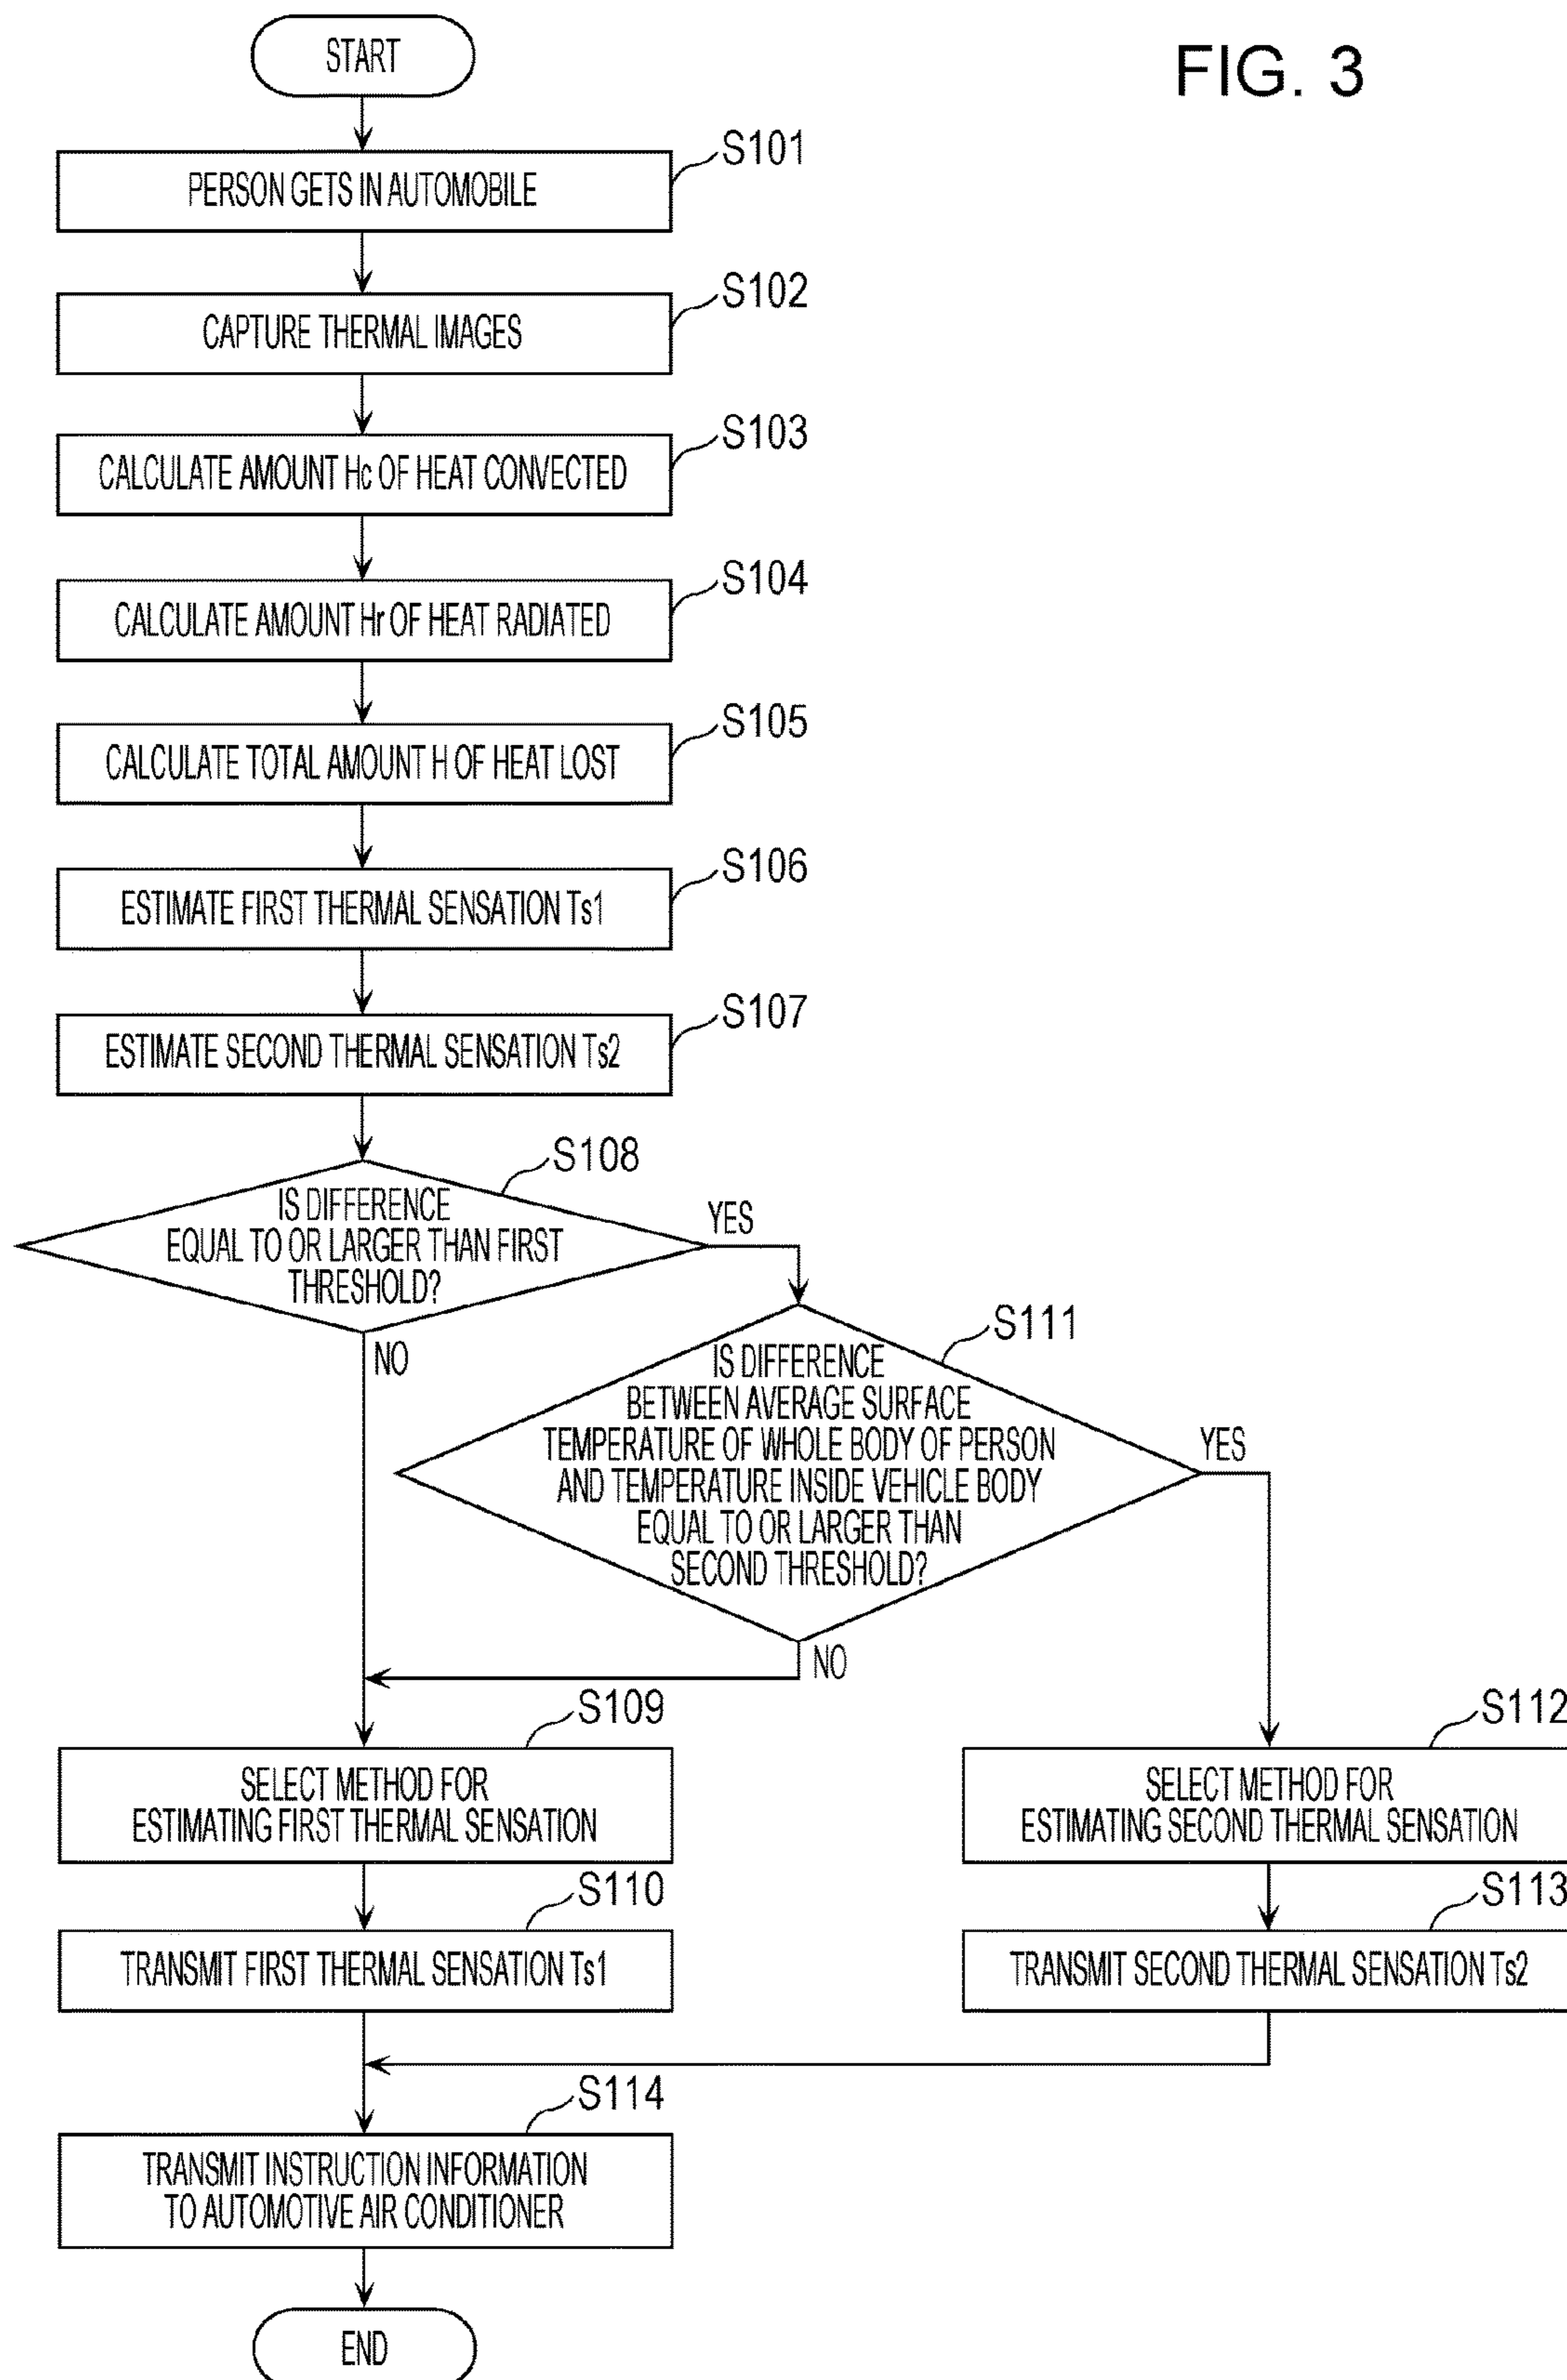 FIG. 3
START
S101
PERSON GETS IN AUTOMOBILE
S102
CAPTURE THERMAL IMAGES
S103
CALCULATE AMOUNT Hc OF HEAT CONVECTED
S104
CALCULATE AMOUNT Hr OF HEAT RADIATED
S105
CALCULATE TOTAL AMOUNT H OF HEAT LOST
S106
ESTIMATE FIRST THERMAL SENSATION Ts1
S107
ESTIMATE SECOND THERMAL SENSATION Ts2
S108
IS DIFFERENCE
EQUAL TO OR LARGER THAN FIRST
THRESHOLD?
YES
NO
S111
IS DIFFERENCE
BETWEEN AVERAGE SURFACE
TEMPERATURE OF WHOLE BODY OF PERSON
AND TEMPERATURE INSIDE VEHICLE BODY
EQUAL TO OR LARGER THAN
SECOND THRESHOLD?
YES
NO
S109
SELECT METHOD FOR
ESTIMATING FIRST THERMAL SENSATION
S112
SELECT METHOD FOR
ESTIMATING SECOND THERMAL SENSATION
S110
TRANSMIT FIRST THERMAL SENSATION Ts1
S113
TRANSMIT SECOND THERMAL SENSATION Ts2
S114
TRANSMIT INSTRUCTION INFORMATION
TO AUTOMOTIVE AIR CONDITIONER
END